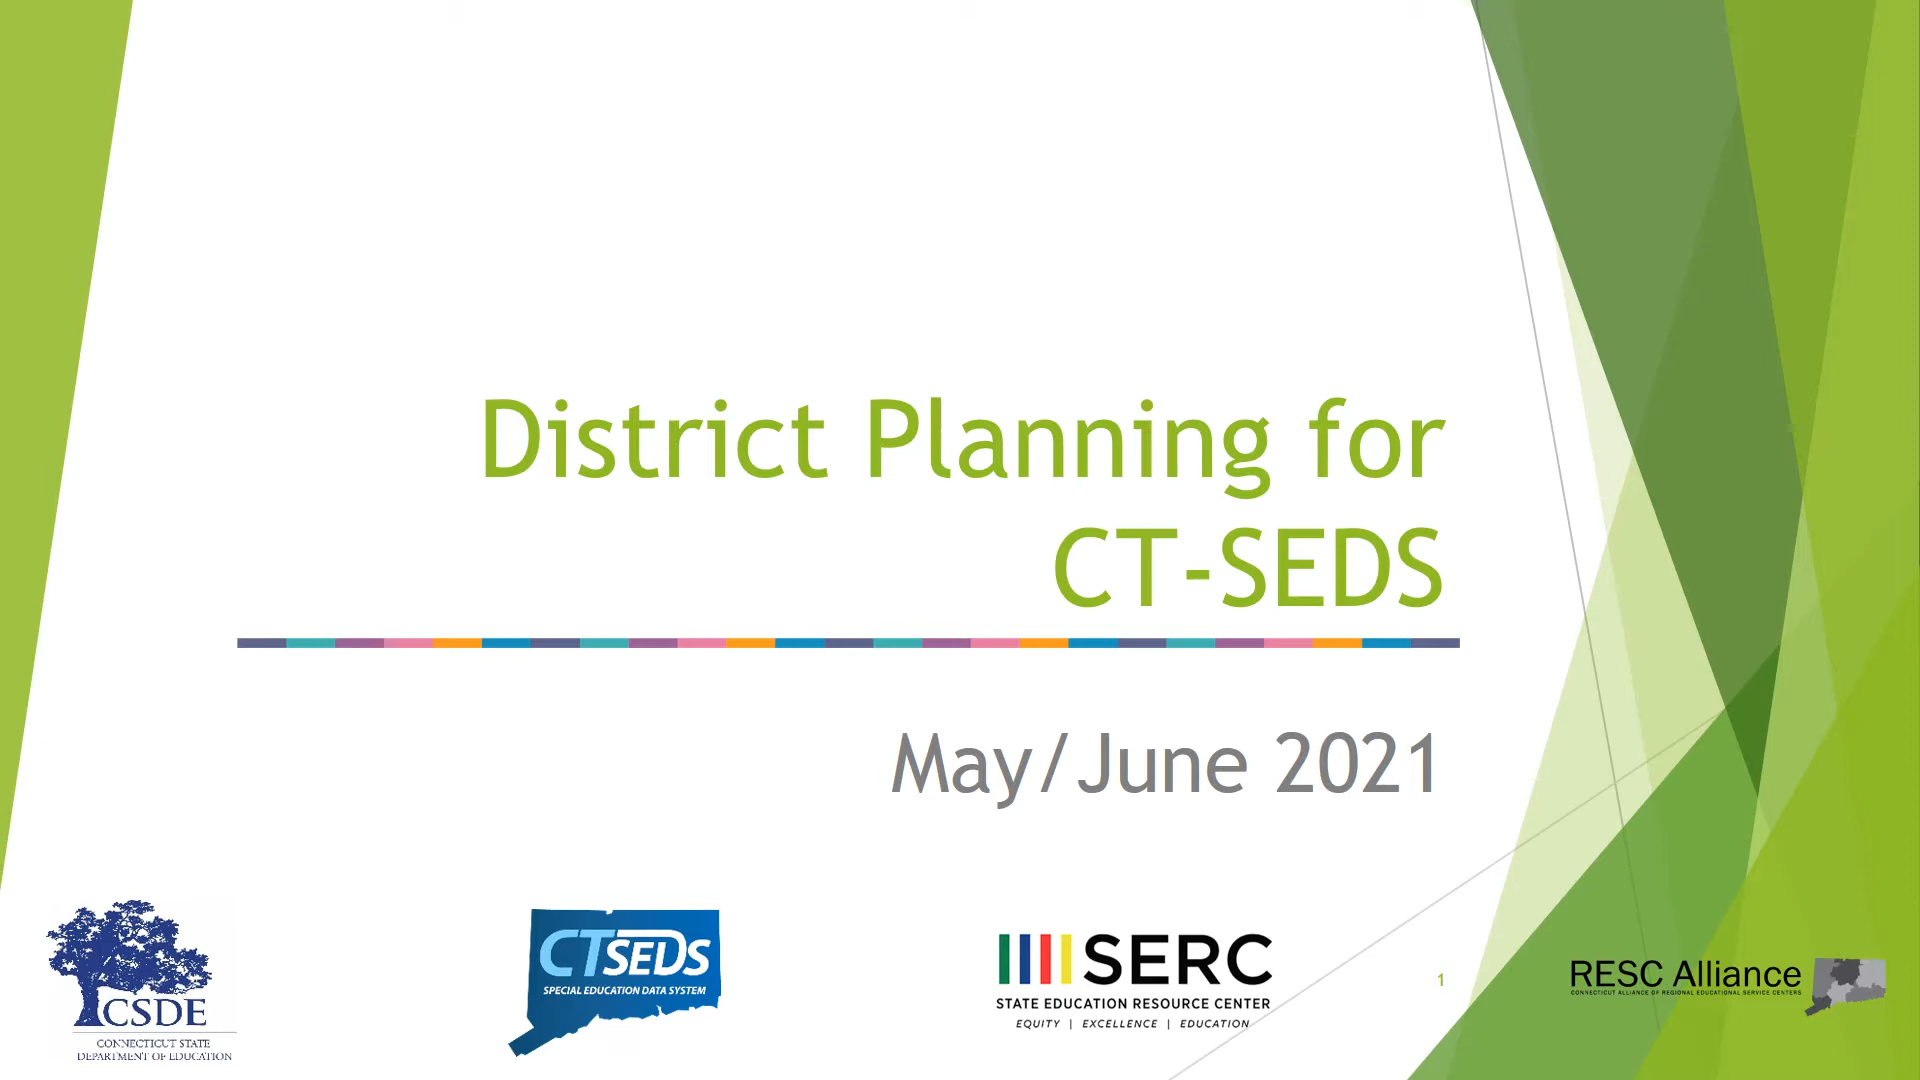 District Planning for
CT-SEDS
May/June 2021
CSDE
CONNECTICUT STATE
DEPARTMENT OF EDUCATION
CTSEDS
SPECIAL EDUCATION DATA SYSTEM
SERC
STATE EDUCATION RESOURCE CENTER
EQUITY | EXCELLENCE | EDUCATION
1
RESC Alliance
CONNECTICUT ALLIANCE OF REGIONAL EDUCATIONAL SERVICE CENTERS